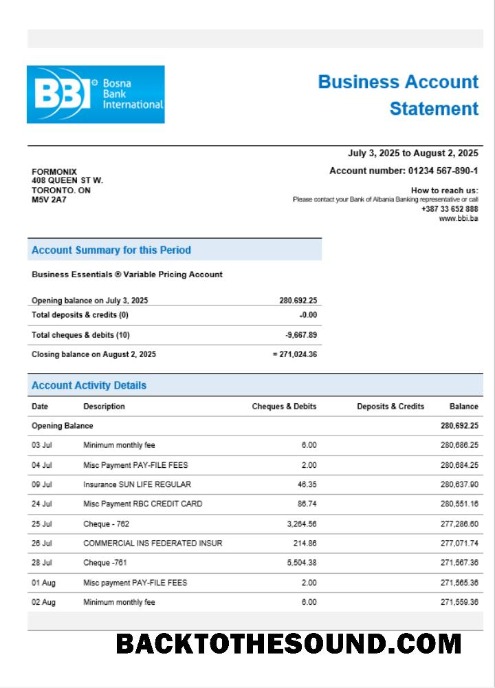 BBI Bosna
Bank
International
Business Account
Statement
July 3, 2025 to August 2, 2025
FORMONIX
408 QUEEN ST W.
TORONTO. ON
M5V 2A7
Account number: 01234 567-890-1
How to reach us:
Please contact your Bank of Albania Banking representative or call
+387 33 652 888
www.bbi.ba
Account Summary for this Period
Business Essentials ® Variable Pricing Account
Opening balance on July 3, 2025 280.692.25
Total deposits & credits (0) -0.00
Total cheques & debits (10) -9,667.89
Closing balance on August 2, 2025 = 271,024.36
Account Activity Details
Date Description Cheques & Debits Deposits & Credits Balance
Opening Balance 280,692.25
03 Jul Minimum monthly fee 6.00 280,686.25
04 Jul Misc Payment PAY-FILE FEES 2.00 280,684.25
09 Jul Insurance SUN LIFE REGULAR 46.35 280,637.90
24 Jul Misc Payment RBC CREDIT CARD 86.74 280,551.16
25 Jul Cheque - 762 3,264.56 277,286.60
26 Jul COMMERCIAL INS FEDERATED INSUR 214.86 277,071.74
28 Jul Cheque -761 5,504.38 271,567.36
01 Aug Misc payment PAY-FILE FEES 2.00 271,565.36
02 Aug Minimum monthly fee 6.00 271,559.36
BACKTOTHESOUND.COM